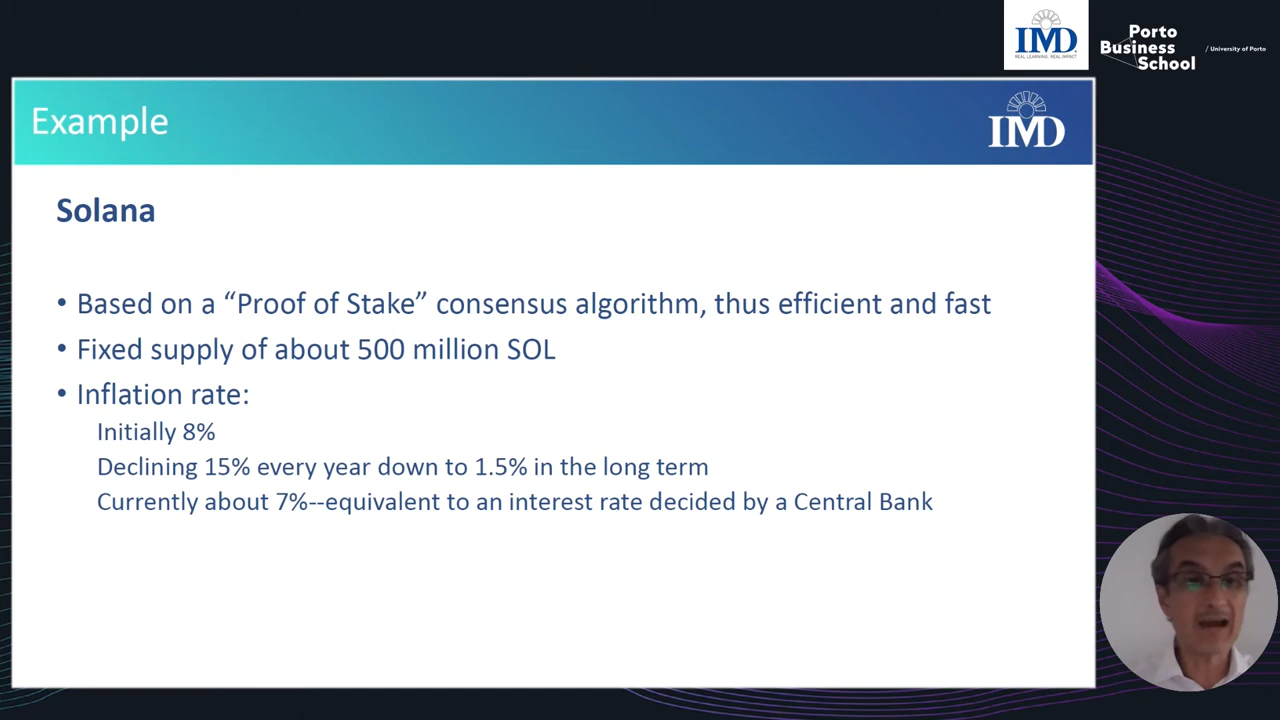 IMD
REAL LEARNING. REAL IMPACT
Porto
Business
School
/ University of Porto
Example
IMD
Solana
• Based on a “Proof of Stake” consensus algorithm, thus efficient and fast
• Fixed supply of about 500 million SOL
• Inflation rate:
Initially 8%
Declining 15% every year down to 1.5% in the long term
Currently about 7%--equivalent to an interest rate decided by a Central Bank